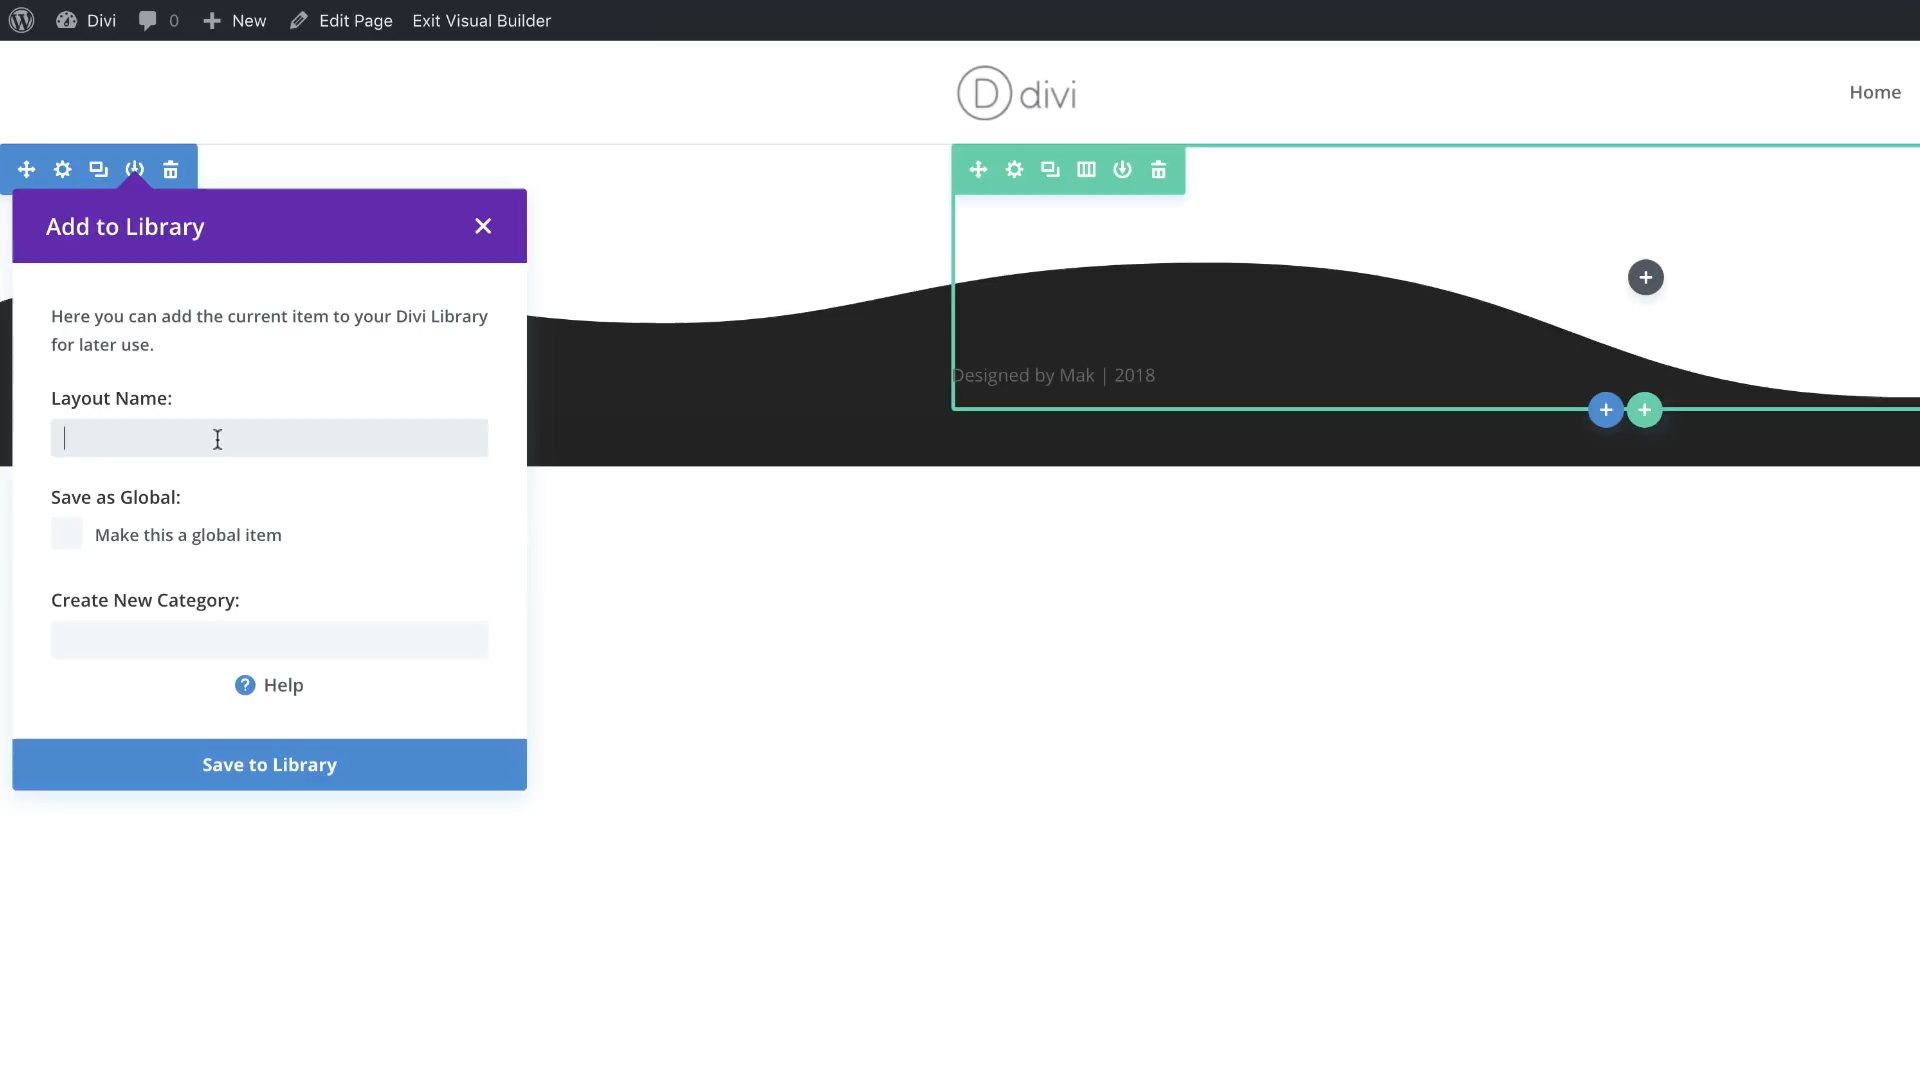 Divi 0 New Edit Page Exit Visual Builder
D divi
Home
Add to Library
Here you can add the current item to your Divi Library
for later use.
Layout Name:
Save as Global:
Make this a global item
Create New Category:
? Help
Save to Library
Designed by Mak | 2018